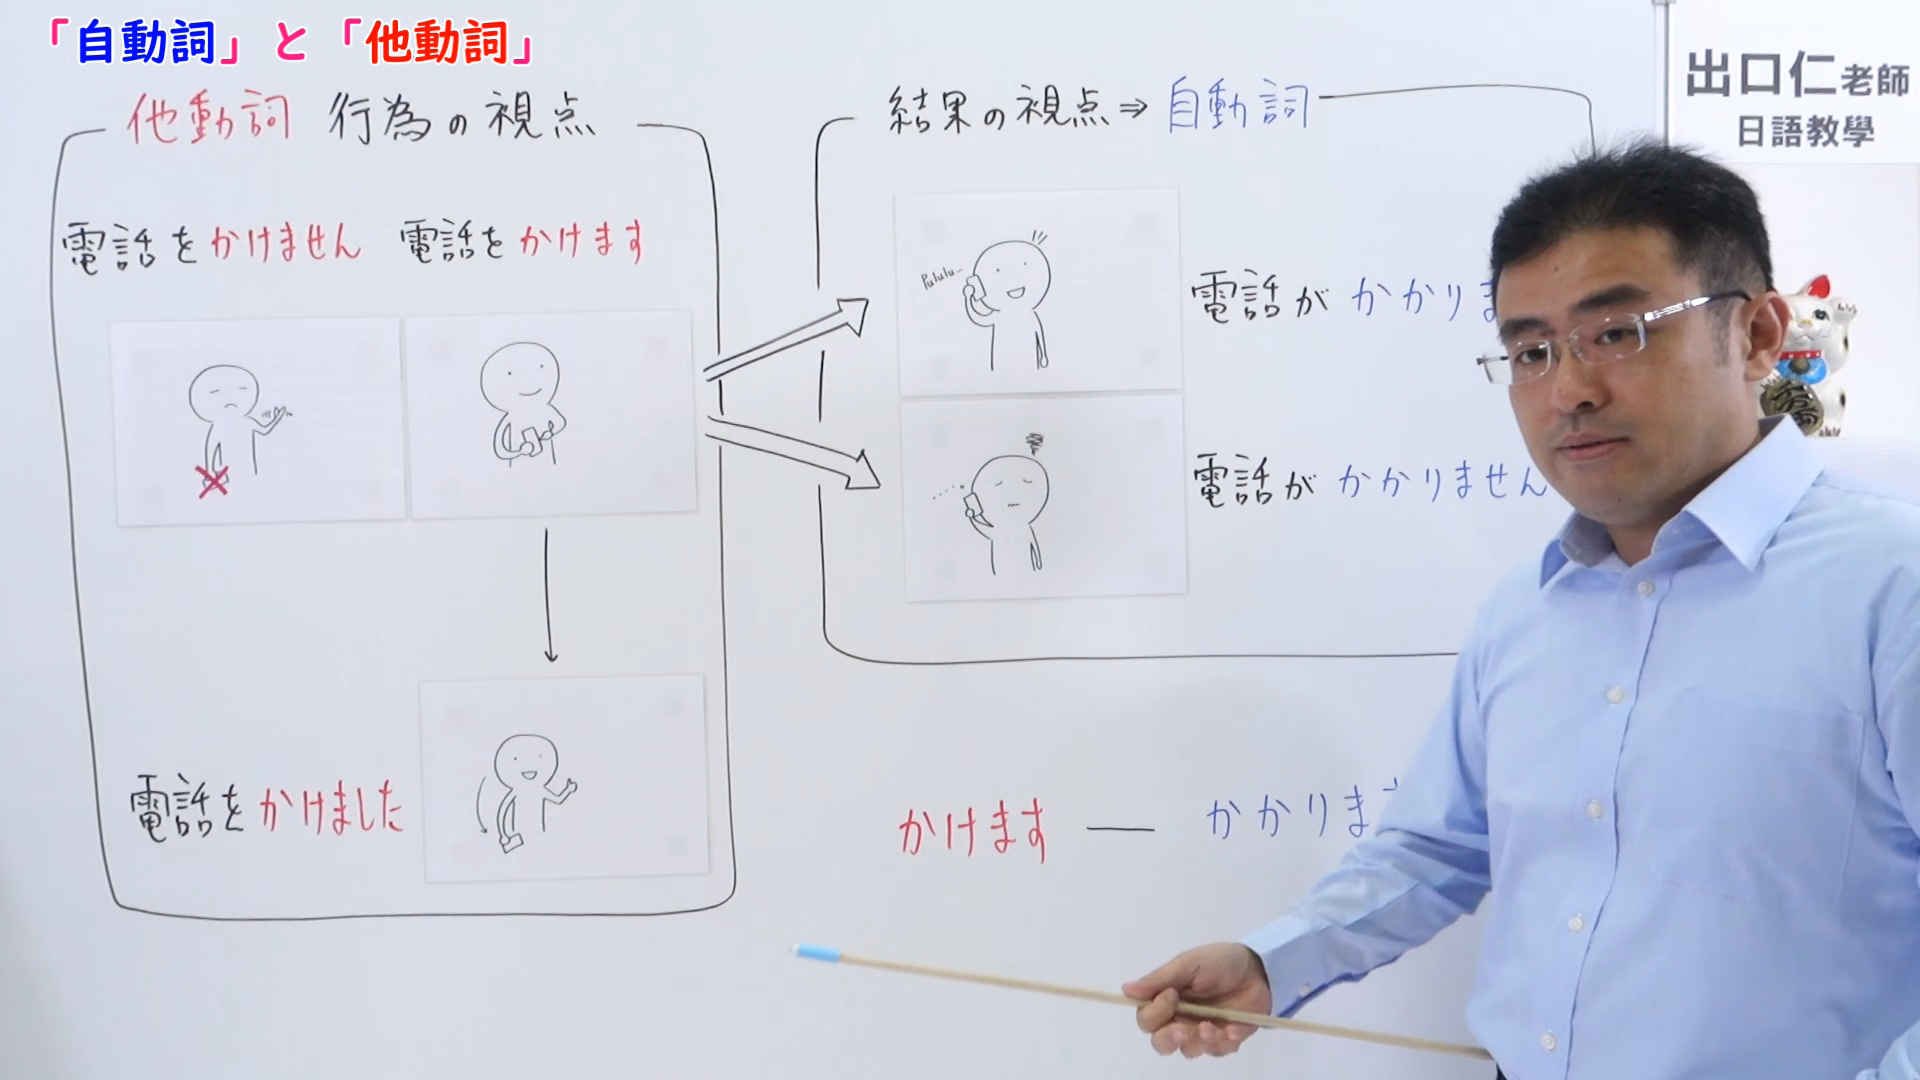 「自動詞」と「他動詞」
出口仁老師
日語教學
他動詞 行為の視点
電話をかけません 電話をかけます
電話をかけました
結果の視点⇒自動詞
Pululu...
電話がかかりま
電話がかかりません
かけます — かかりま